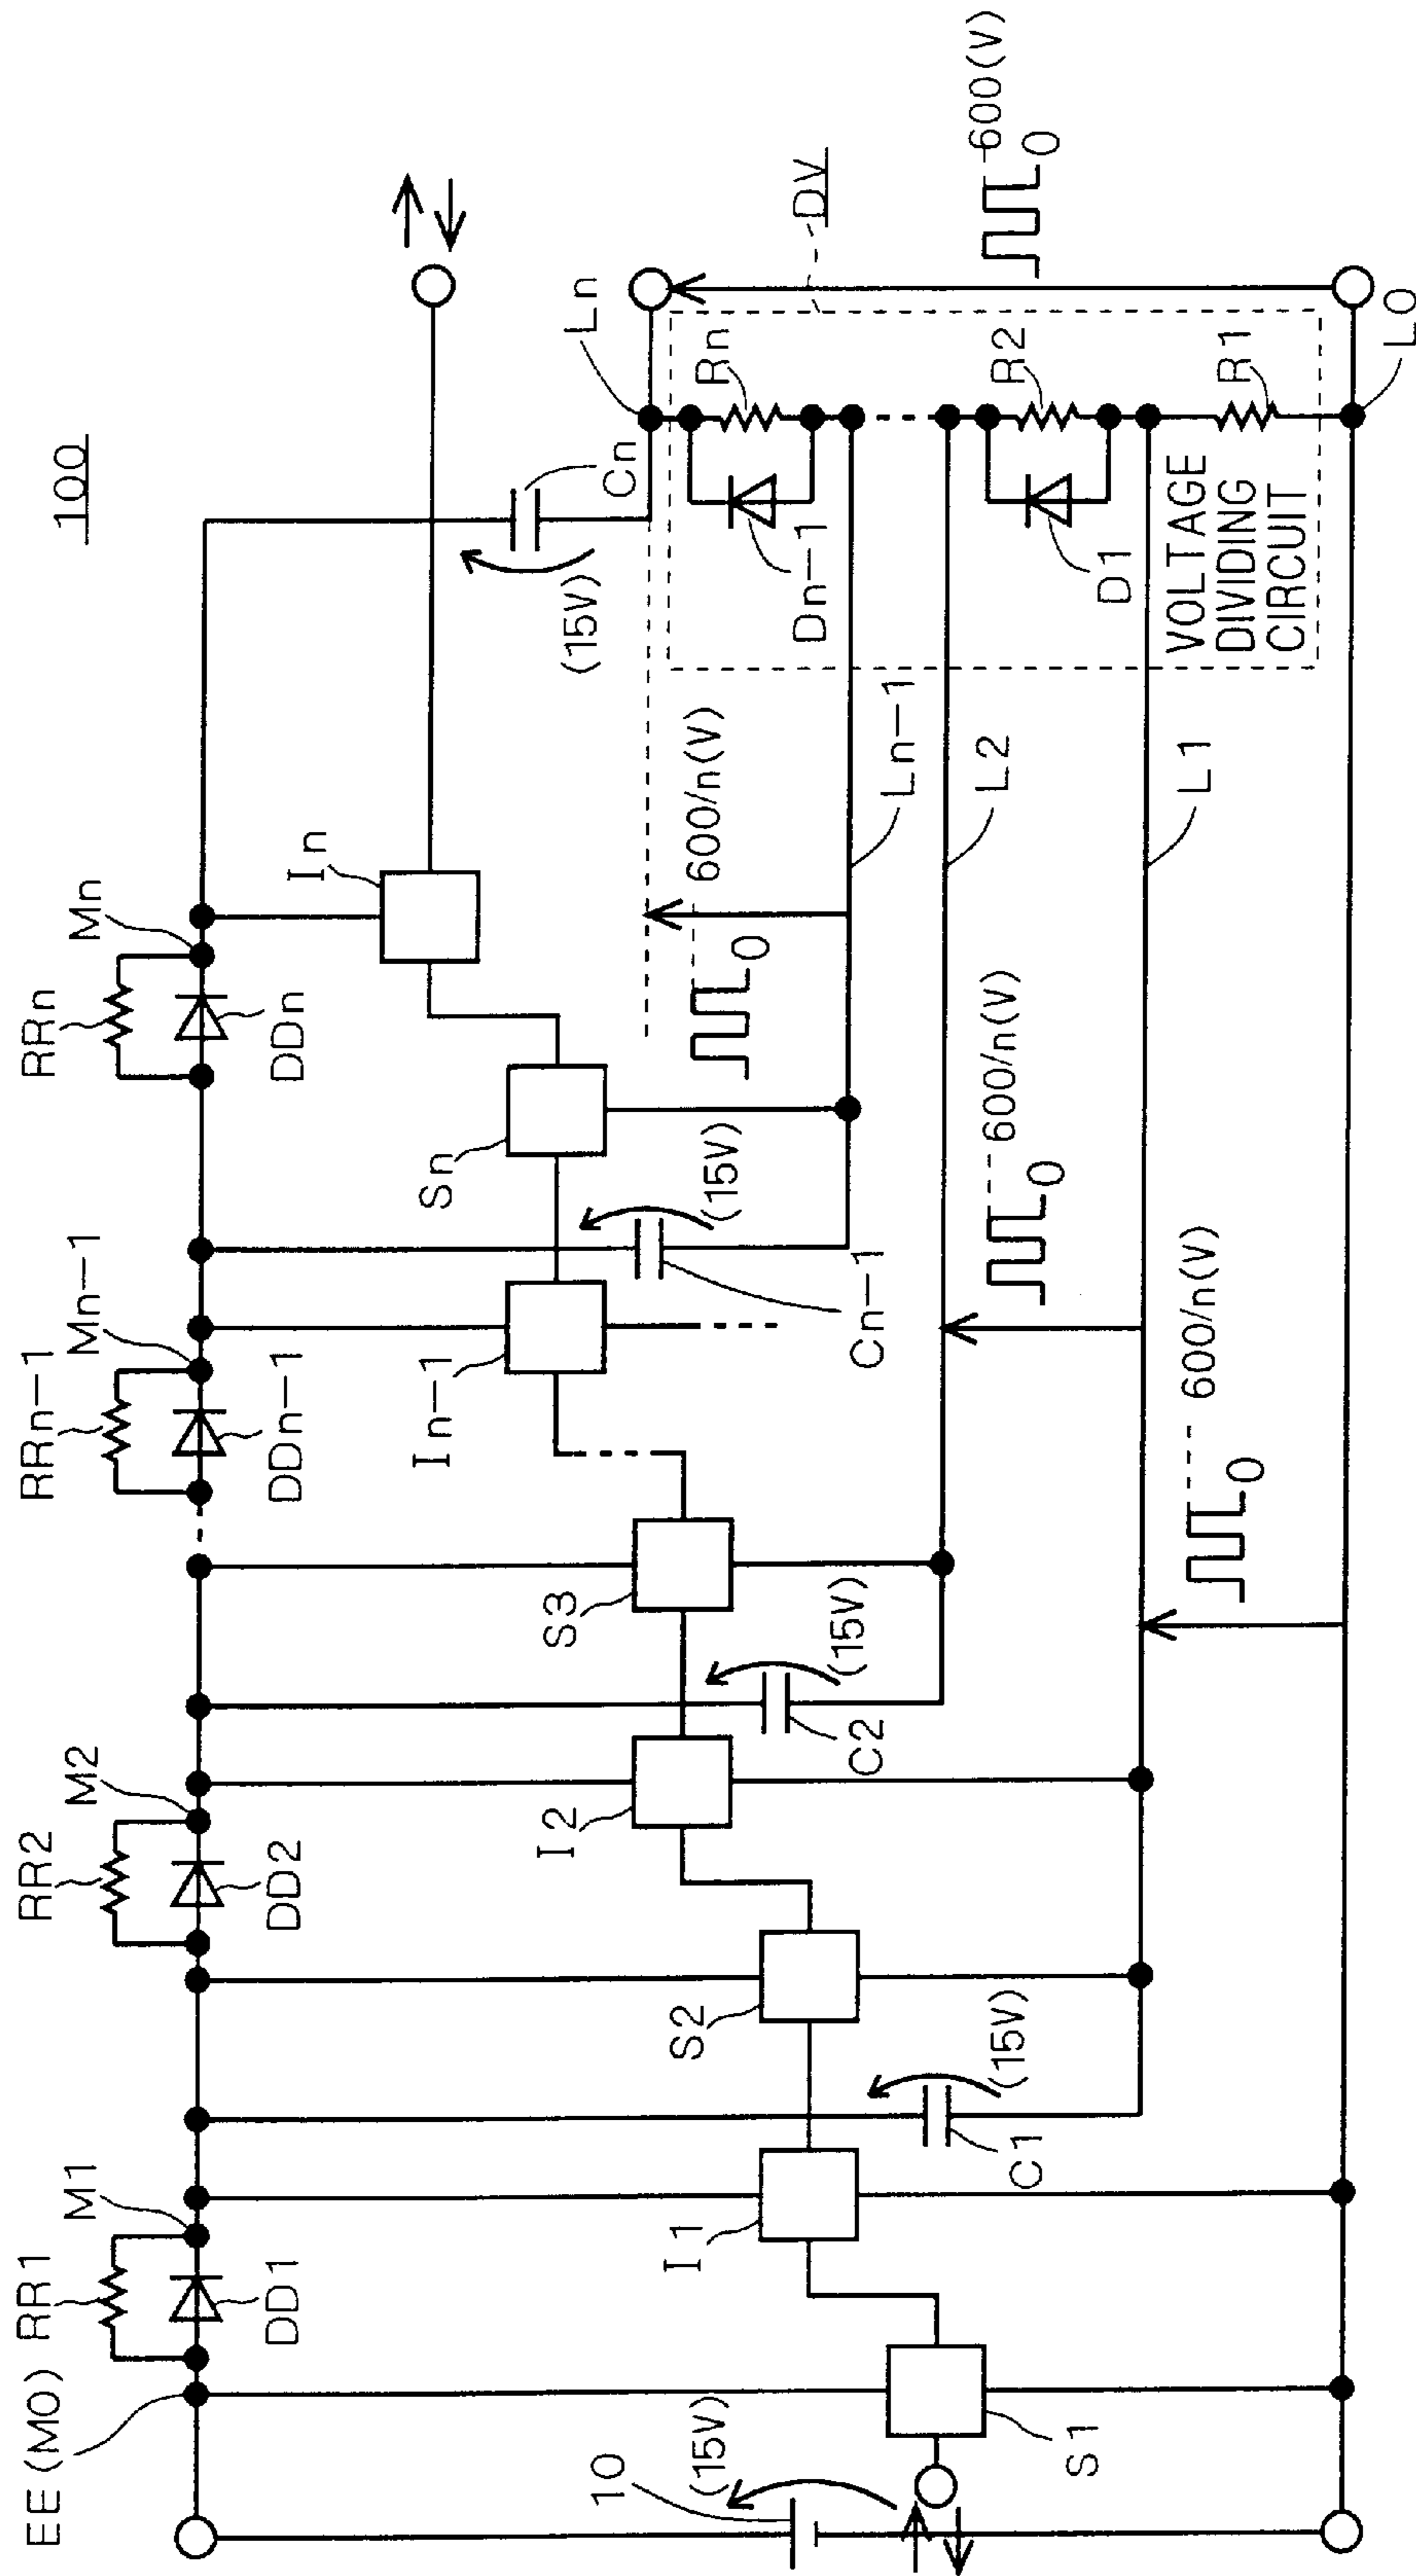 100
EE (M0)
RR1
M1
DD1
RR2
M2
DD2
RRn-1
Mn-1
DDn-1
RRn
Mn
DDn
10
(15V)
S1
I1
C1
(15V)
S2
I2
C2
(15V)
S3
In-1
Cn-1
(15V)
Sn
In
Cn
(15V)
Ln
600/n(V)
0
Ln-1
600/n(V)
0
L2
600/n(V)
0
L1
L0
DV
Rn
Dn-1
R2
D1
R1
VOLTAGE
DIVIDING
CIRCUIT
600(V)
0